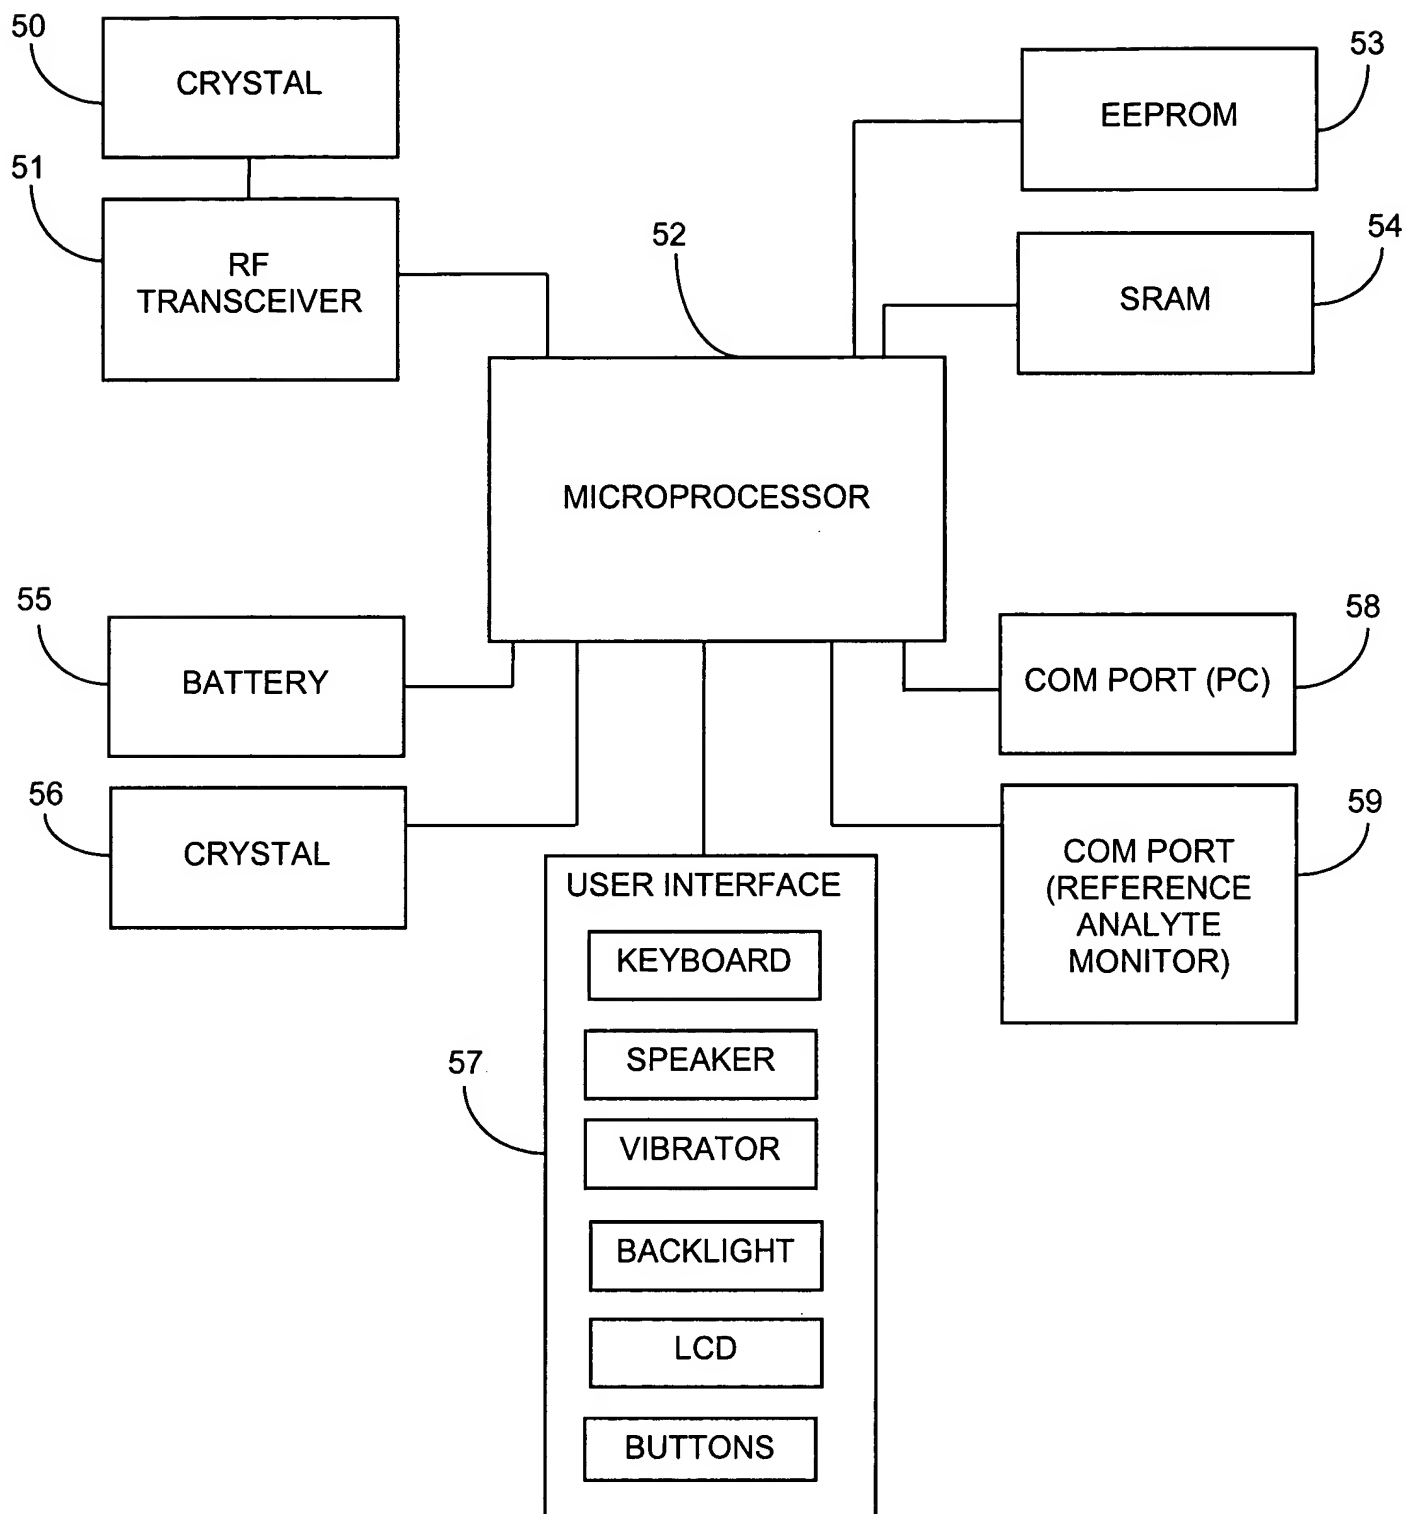 50
CRYSTAL
53
EEPROM
51
RF
TRANSCEIVER
52
54
SRAM
MICROPROCESSOR
55
BATTERY
58
COM PORT (PC)
56
CRYSTAL
59
COM PORT
(REFERENCE
ANALYTE
MONITOR)
57
USER INTERFACE
KEYBOARD
SPEAKER
VIBRATOR
BACKLIGHT
LCD
BUTTONS